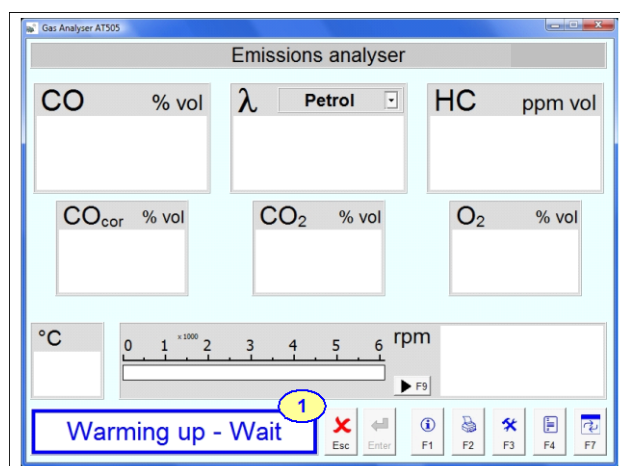 Gas Analyser AT505
Emissions analyser
CO % vol
λ Petrol
HC ppm vol
COcor % vol
CO2 % vol
O2 % vol
°C
0 1 x 1000 2 3 4 5 6 rpm
F9
1
Warming up - Wait
Esc Enter F1 F2 F3 F4 F7